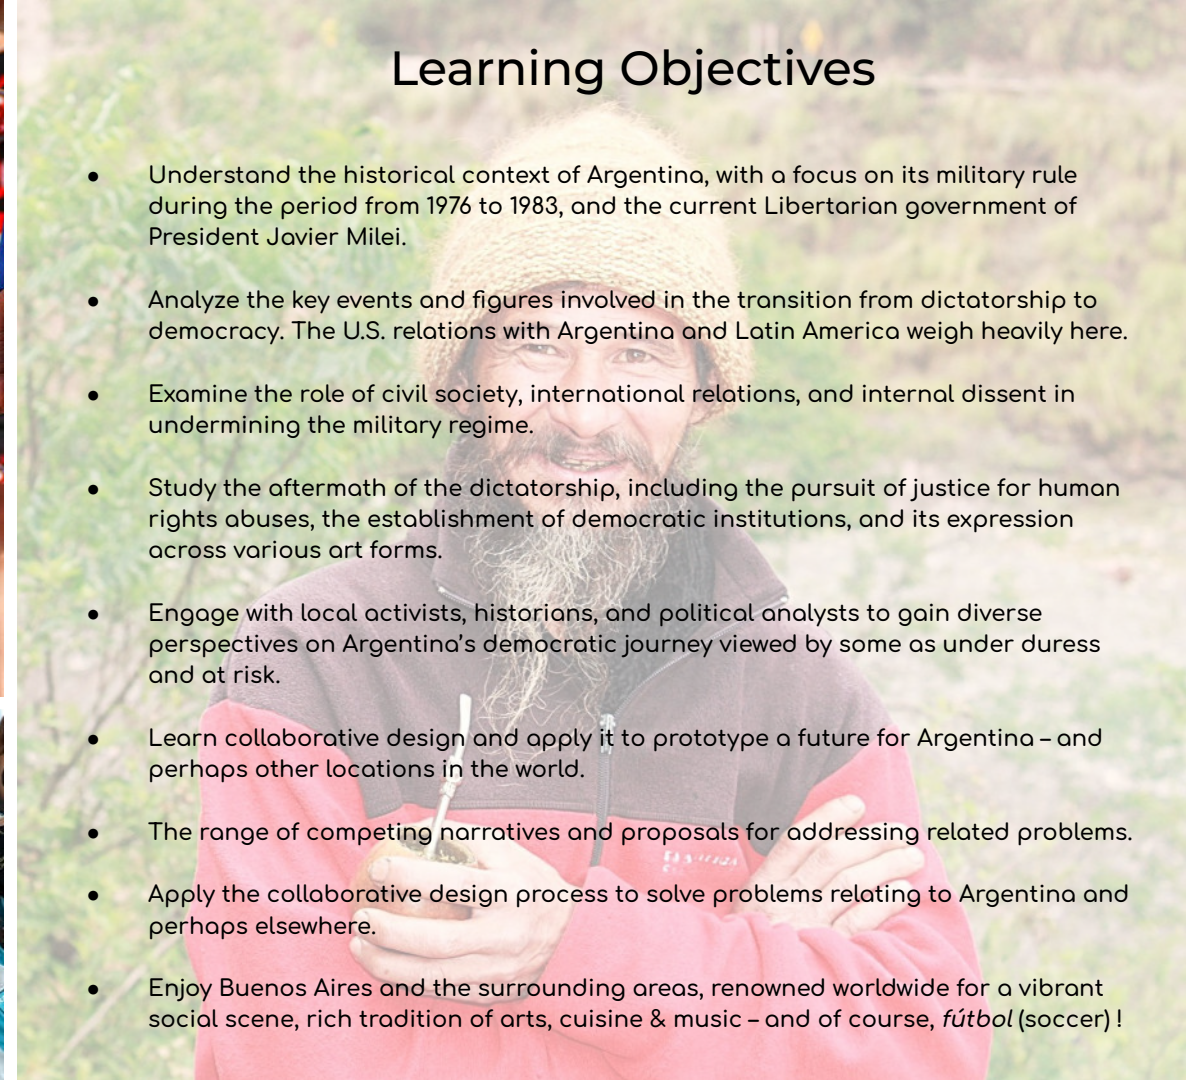 Learning Objectives
● Understand the historical context of Argentina, with a focus on its military rule
during the period from 1976 to 1983, and the current Libertarian government of
President Javier Milei.
● Analyze the key events and figures involved in the transition from dictatorship to
democracy. The U.S. relations with Argentina and Latin America weigh heavily here.
● Examine the role of civil society, international relations, and internal dissent in
undermining the military regime.
● Study the aftermath of the dictatorship, including the pursuit of justice for human
rights abuses, the establishment of democratic institutions, and its expression
across various art forms.
● Engage with local activists, historians, and political analysts to gain diverse
perspectives on Argentina’s democratic journey viewed by some as under duress
and at risk.
● Learn collaborative design and apply it to prototype a future for Argentina – and
perhaps other locations in the world.
● The range of competing narratives and proposals for addressing related problems.
● Apply the collaborative design process to solve problems relating to Argentina and
perhaps elsewhere.
● Enjoy Buenos Aires and the surrounding areas, renowned worldwide for a vibrant
social scene, rich tradition of arts, cuisine & music – and of course, fútbol (soccer) !